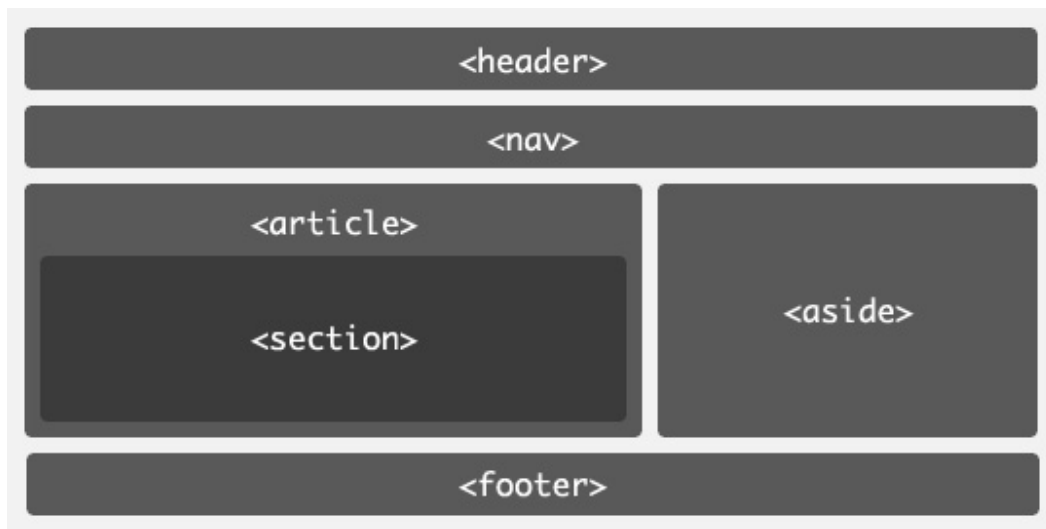 <header>
<nav>
<article>
<section>
<aside>
<footer>